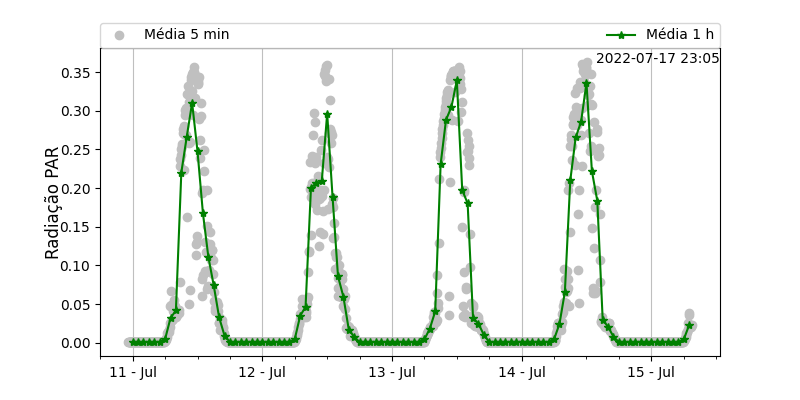 Média 5 min
Média 1 h
2022-07-17 23:05
Radiação PAR
0.35
0.30
0.25
0.20
0.15
0.10
0.05
0.00
11 - Jul
12 - Jul
13 - Jul
14 - Jul
15 - Jul